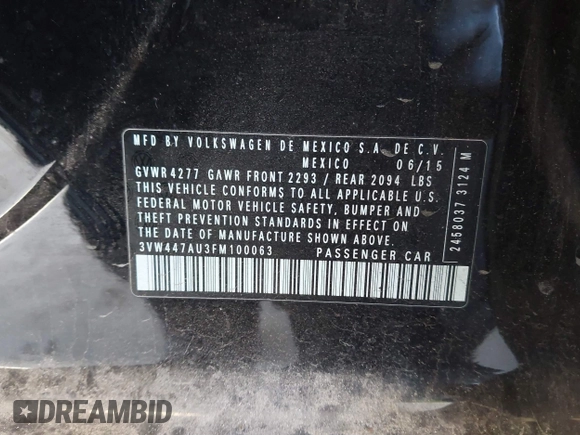 MFD BY VOLKSWAGEN DE MEXICO S.A. DE C.V.
MEXICO 06/15
GVWR 4277 GAWR FRONT 2293 / REAR 2094 LBS
THIS VEHICLE CONFORMS TO ALL APPLICABLE U.S.
FEDERAL MOTOR VEHICLE SAFETY, BUMPER AND
THEFT PREVENTION STANDARDS IN EFFECT ON
THE DATE OF MANUFACTURE SHOWN ABOVE.
3VW447AU3FM100063 PASSENGER CAR
2458037 3124 M
DREAMBID